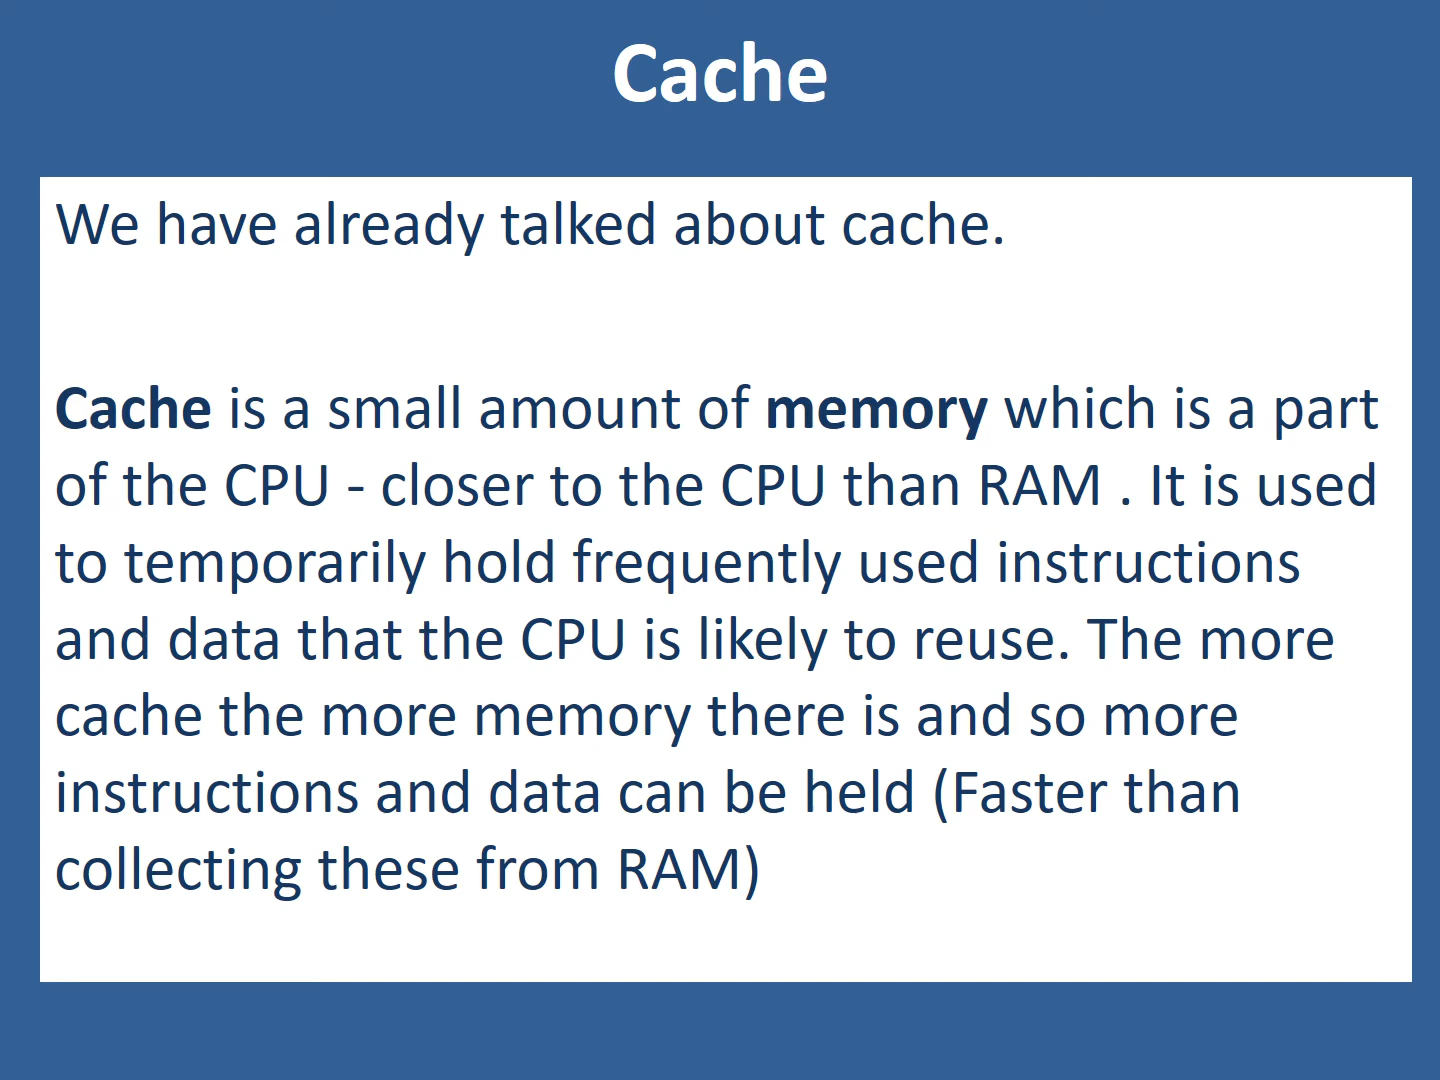 Cache
We have already talked about cache.
Cache is a small amount of memory which is a part
of the CPU - closer to the CPU than RAM . It is used
to temporarily hold frequently used instructions
and data that the CPU is likely to reuse. The more
cache the more memory there is and so more
instructions and data can be held (Faster than
collecting these from RAM)